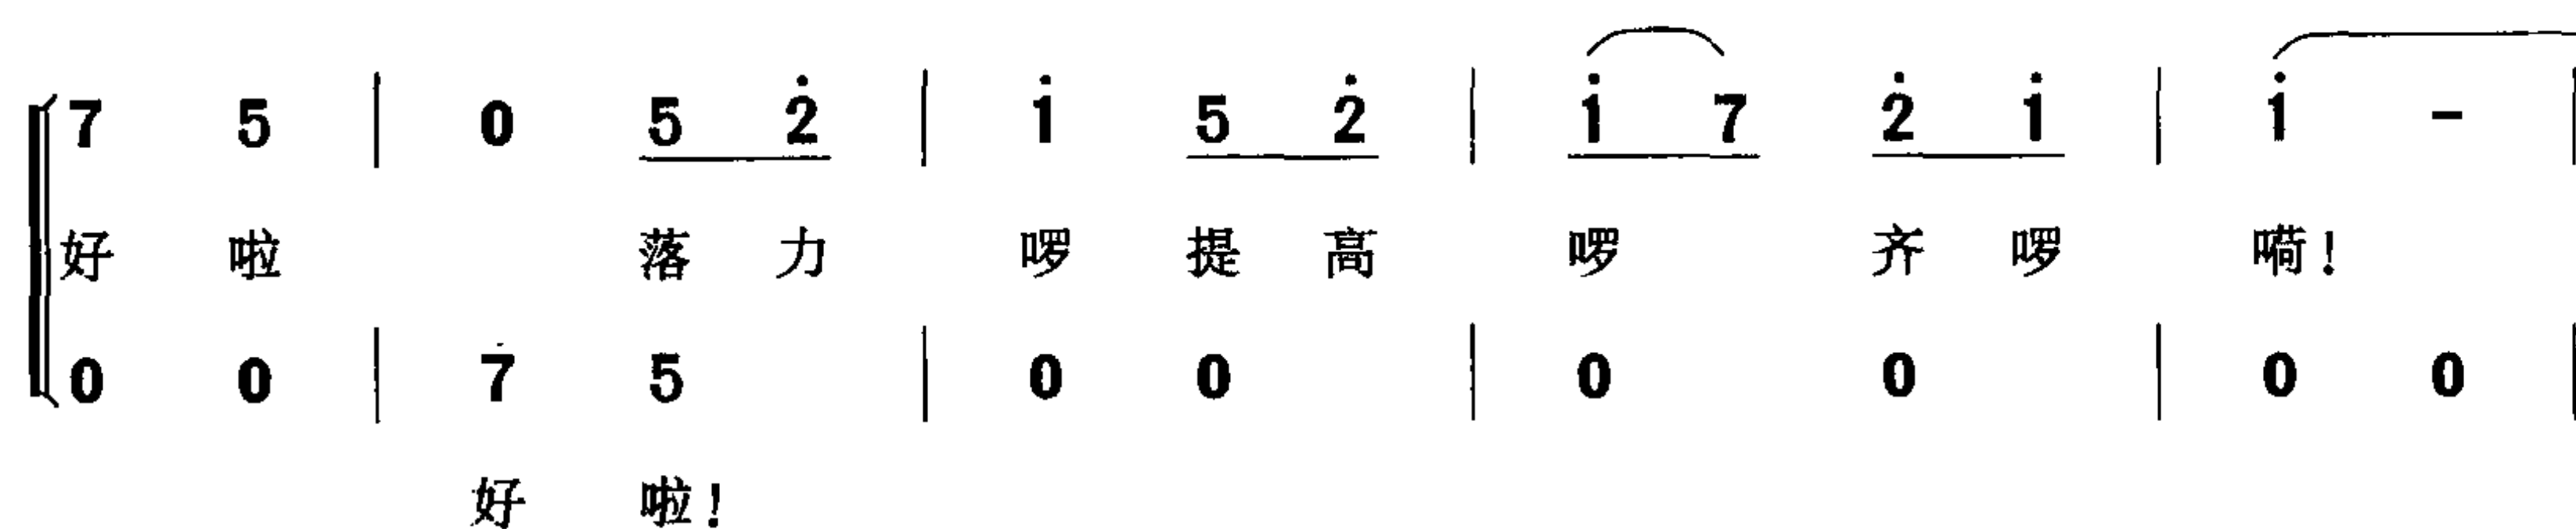 7 5 | 0 5 2̇ | 1̇ 5 2̇ | 1̇ 7 2̇ 1̇ | 1̇ - |
好 啦 落 力 啰 提 高 啰 齐 啰 嗬!
0 0 | 7 5 | 0 0 | 0 0 | 0 0 |
好 啦!